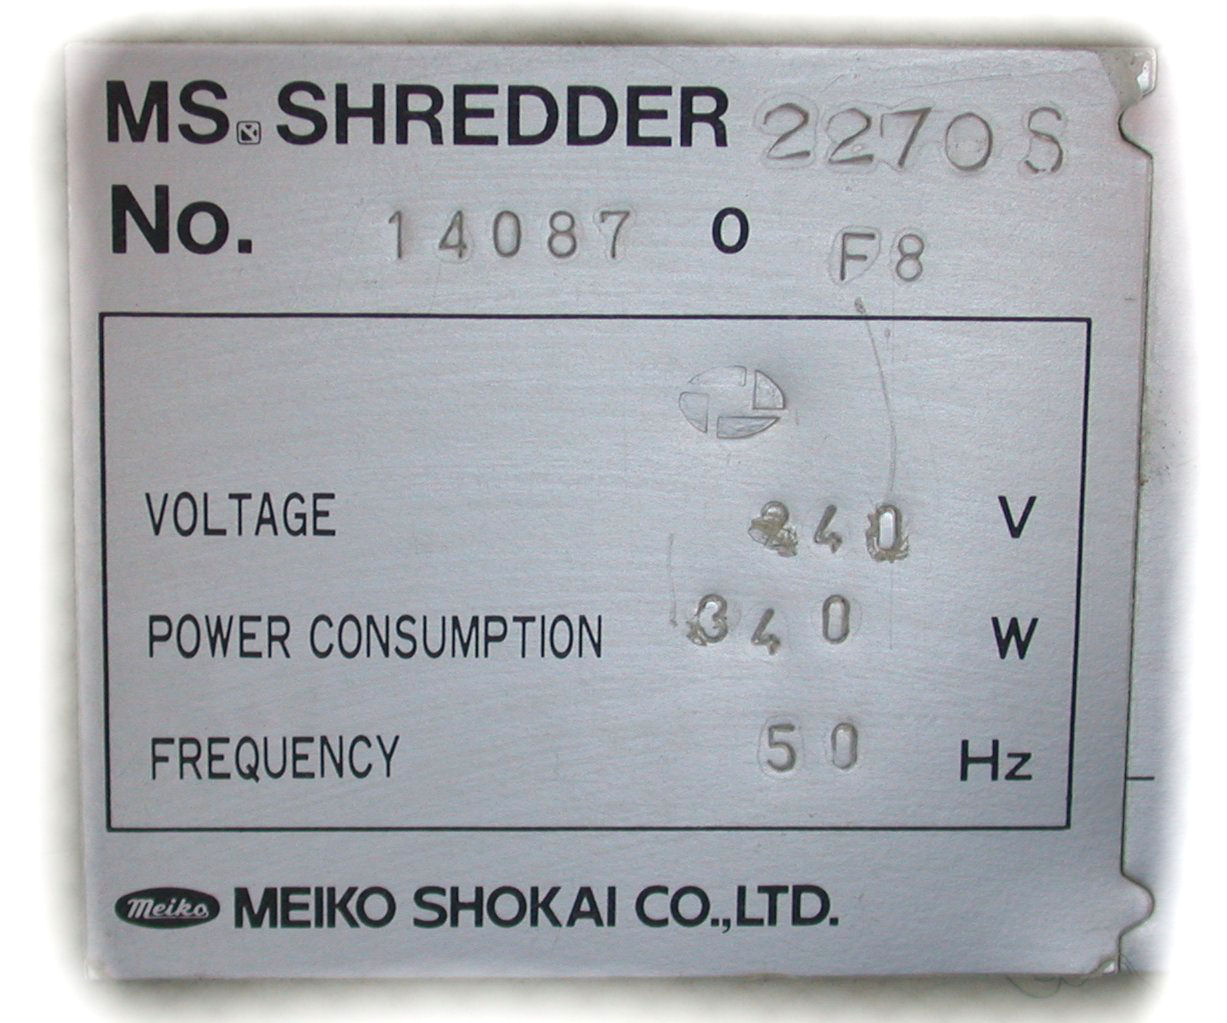 MS. SHREDDER 2270S
No. 14087 0 F8
VOLTAGE 240 V
POWER CONSUMPTION 340 W
FREQUENCY 50 Hz
Meiko MEIKO SHOKAI CO.,LTD.